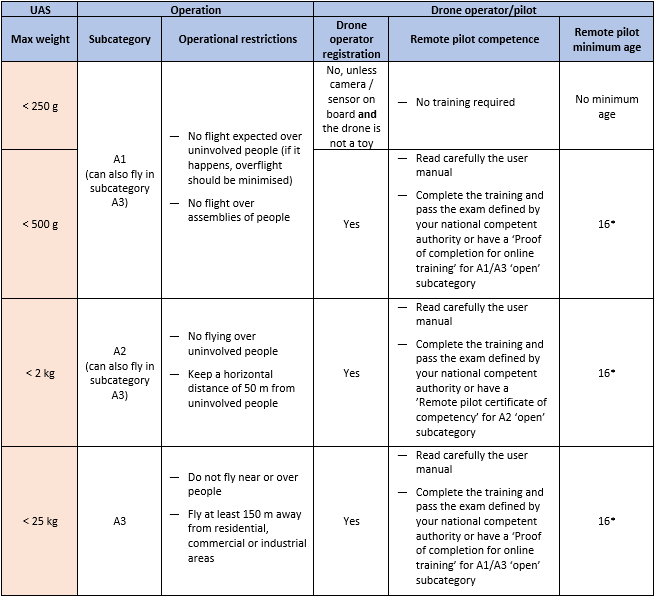 UAS
Operation
Drone operator/pilot
Max weight
Subcategory
Operational restrictions
Drone
operator
registration
Remote pilot competence
Remote pilot
minimum age
< 250 g
A1
(can also fly in
subcategory
A3)
— No flight expected over
uninvolved people (if it
happens, overflight
should be minimised)
— No flight over
assemblies of people
No, unless
camera /
sensor on
board and
the drone is
not a toy
— No training required
No minimum
age
< 500 g
Yes
— Read carefully the user
manual
— Complete the training and
pass the exam defined by
your national competent
authority or have a ‘Proof
of completion for online
training’ for A1/A3 ‘open’
subcategory
16*
< 2 kg
A2
(can also fly in
subcategory
A3)
— No flying over
uninvolved people
— Keep a horizontal
distance of 50 m from
uninvolved people
Yes
— Read carefully the user
manual
— Complete the training and
pass the exam defined by
your national competent
authority or have a
’Remote pilot certificate of
competency’ for A2 ‘open’
subcategory
16*
< 25 kg
A3
— Do not fly near or over
people
— Fly at least 150 m away
from residential,
commercial or industrial
areas
Yes
— Read carefully the user
manual
— Complete the training and
pass the exam defined by
your national competent
authority or have a ‘Proof
of completion for online
training’ for A1/A3 ‘open’
subcategory
16*